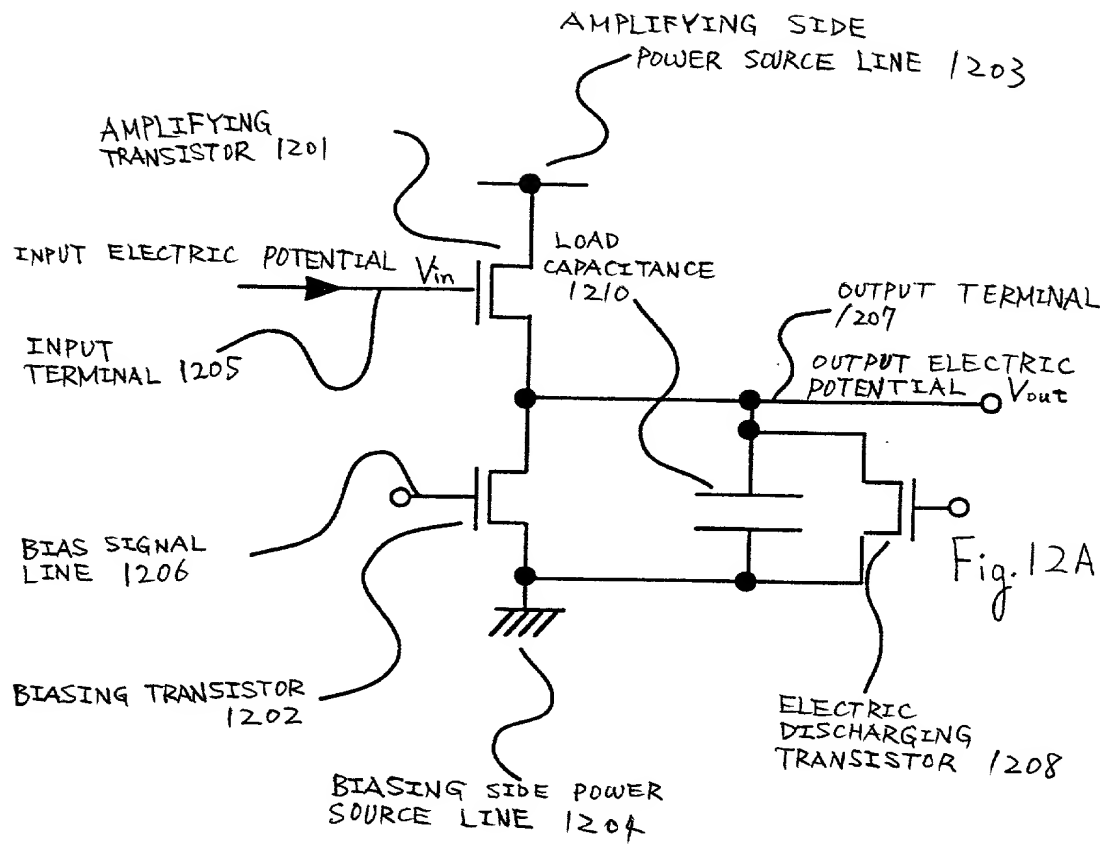 AMPLIFYING SIDE
POWER SOURCE LINE 1203
AMPLIFYING
TRANSISTOR 1201
INPUT ELECTRIC POTENTIAL Vin
LOAD
CAPACITANCE
1210
OUTPUT TERMINAL
1207
INPUT
TERMINAL 1205
OUTPUT ELECTRIC
POTENTIAL Vout
BIAS SIGNAL
LINE 1206
Fig. 12A
BIASING TRANSISTOR
1202
ELECTRIC
DISCHARGING
TRANSISTOR 1208
BIASING SIDE POWER
SOURCE LINE 1204